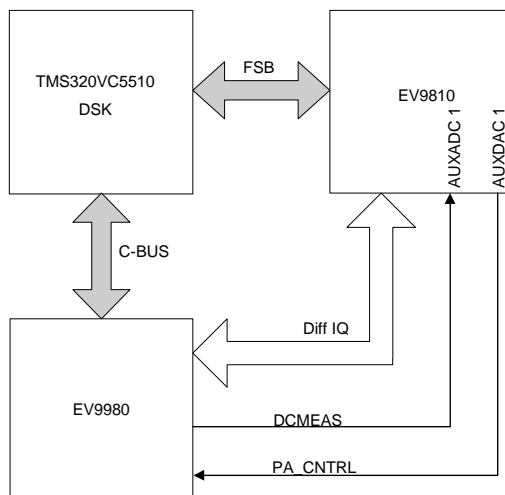 TMS320VC5510
DSK
FSB
EV9810
AUXADC 1
AUXDAC 1
C-BUS
Diff IQ
EV9980
DCMEAS
PA_CNTRL